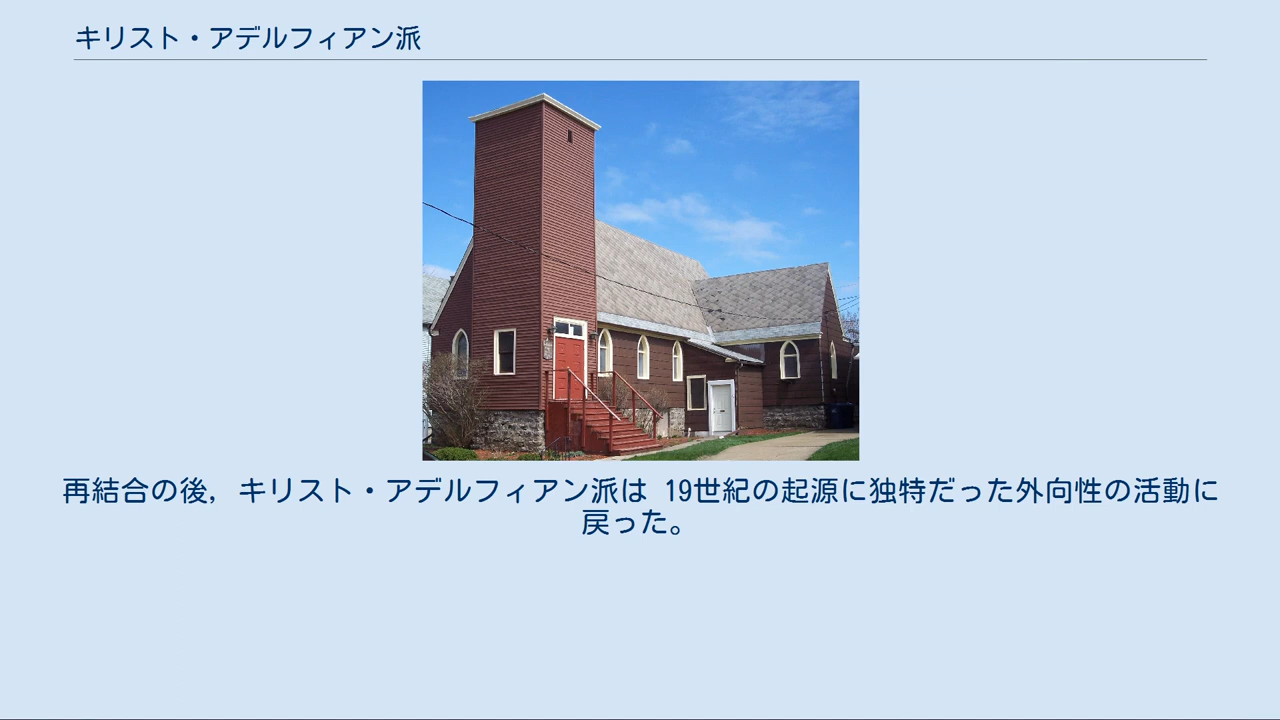 キリスト・アデルフィアン派
再結合の後，キリスト・アデルフィアン派は 19世紀の起源に独特だった外向性の活動に
戻った。